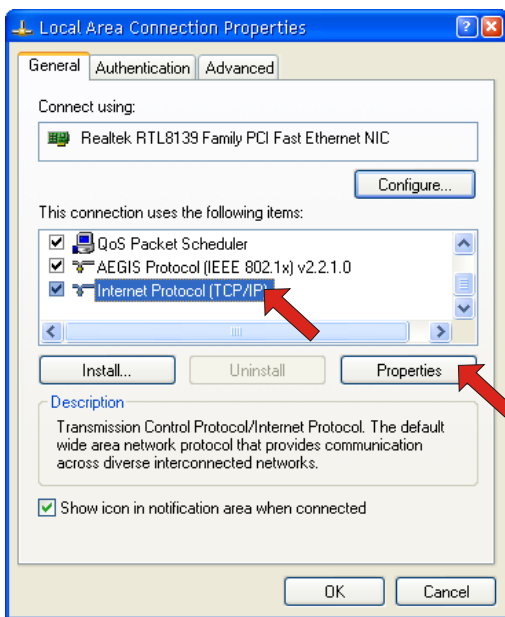 Local Area Connection Properties
General Authentication Advanced
Connect using:
Realtek RTL8139 Family PCI Fast Ethernet NIC
Configure...
This connection uses the following items:
QoS Packet Scheduler
AEGIS Protocol (IEEE 802.1x) v2.2.1.0
Internet Protocol (TCP/IP)
Install... Uninstall Properties
Description
Transmission Control Protocol/Internet Protocol. The default
wide area network protocol that provides communication
across diverse interconnected networks.
Show icon in notification area when connected
OK Cancel